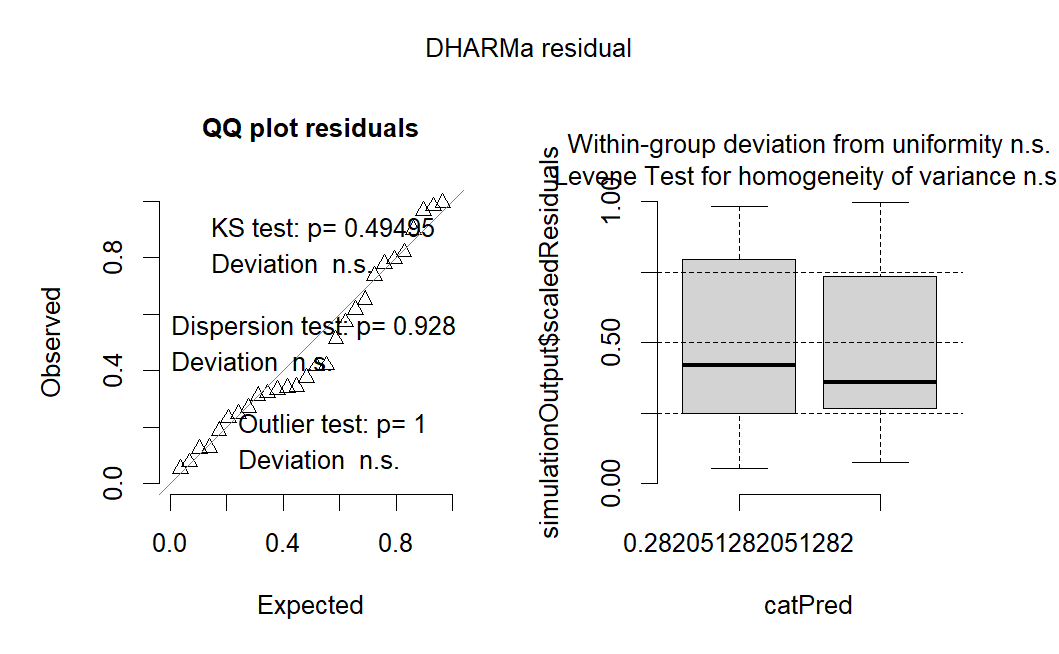 DHARMa residual
QQ plot residuals
KS test: p= 0.49495
Deviation  n.s.
Dispersion test: p= 0.928
Deviation  n.s.
Outlier test: p= 1
Deviation  n.s.
Observed
0.0
0.4
0.8
0.0
0.4
0.8
Expected
Within-group deviation from uniformity n.s.
Levene Test for homogeneity of variance n.s
simulationOutput$scaledResiduals
0.00
0.50
1.00
0.282051282051282
catPred